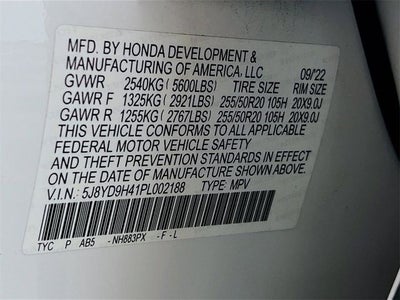 MFD. BY HONDA DEVELOPMENT &
MANUFACTURING OF AMERICA, LLC 09/22
GVWR 2540KG (5600LBS) TIRE SIZE RIM SIZE
GAWR F 1325KG (2921LBS) 255/50R20 105H 20X9.0J
GAWR R 1255KG (2767LBS) 255/50R20 105H 20X9.0J
THIS VEHICLE CONFORMS TO ALL APPLICABLE
FEDERAL MOTOR VEHICLE SAFETY
AND THEFT PREVENTION STANDARDS IN EFFECT
ON THE DATE OF MANUFACTURE SHOWN ABOVE.
V.I.N.: 5J8YD9H41PL002188 TYPE: MPV
TYC P AB5 -NH883PX -F -L